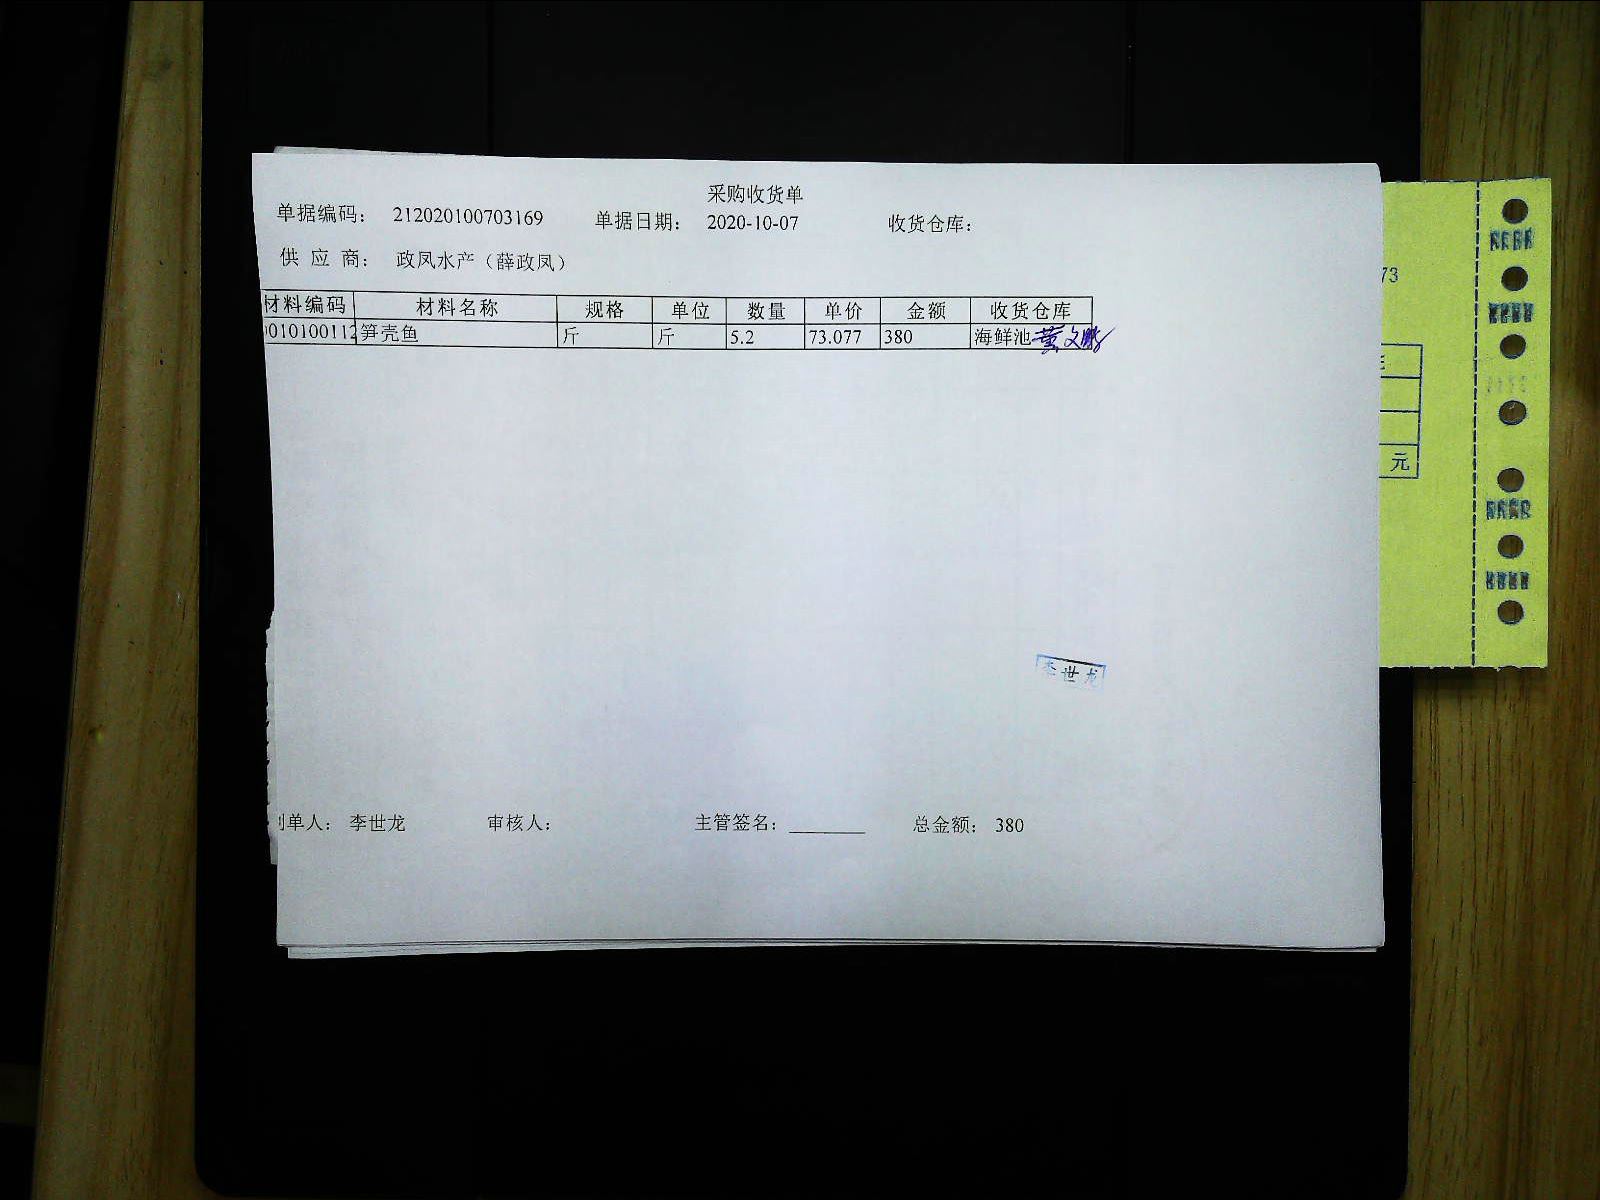 采购收货单
单据编码： 212020100703169 单据日期： 2020-10-07 收货仓库：
供 应 商： 政凤水产（薛政凤）
材料编码 材料名称 规格 单位 数量 单价 金额 收货仓库
0010100112 笋壳鱼 斤 斤 5.2 73.077 380 海鲜池
李世龙
制单人： 李世龙 审核人： 主管签名： ________ 总金额： 380
73
元